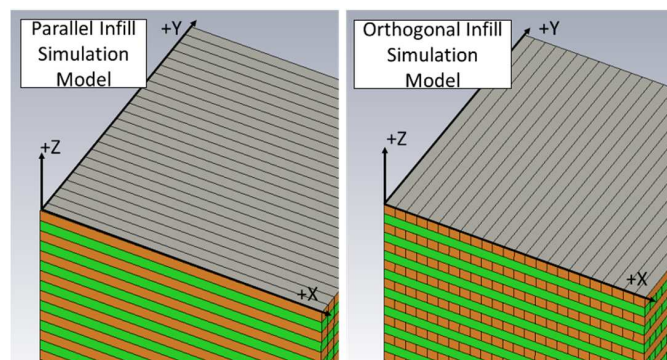 Parallel Infill
Simulation
Model
+Y
+Z
+X
Orthogonal Infill
Simulation
Model
+Y
+Z
+X